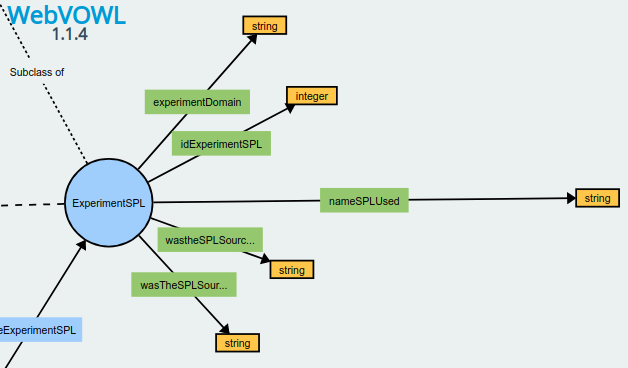 WebVOWL
1.1.4
string
Subclass of
experimentDomain
integer
idExperimentSPL
ExperimentSPL
nameSPLUsed
string
wastheSPLSourc...
string
wasTheSPLSour...
eExperimentSPL
string